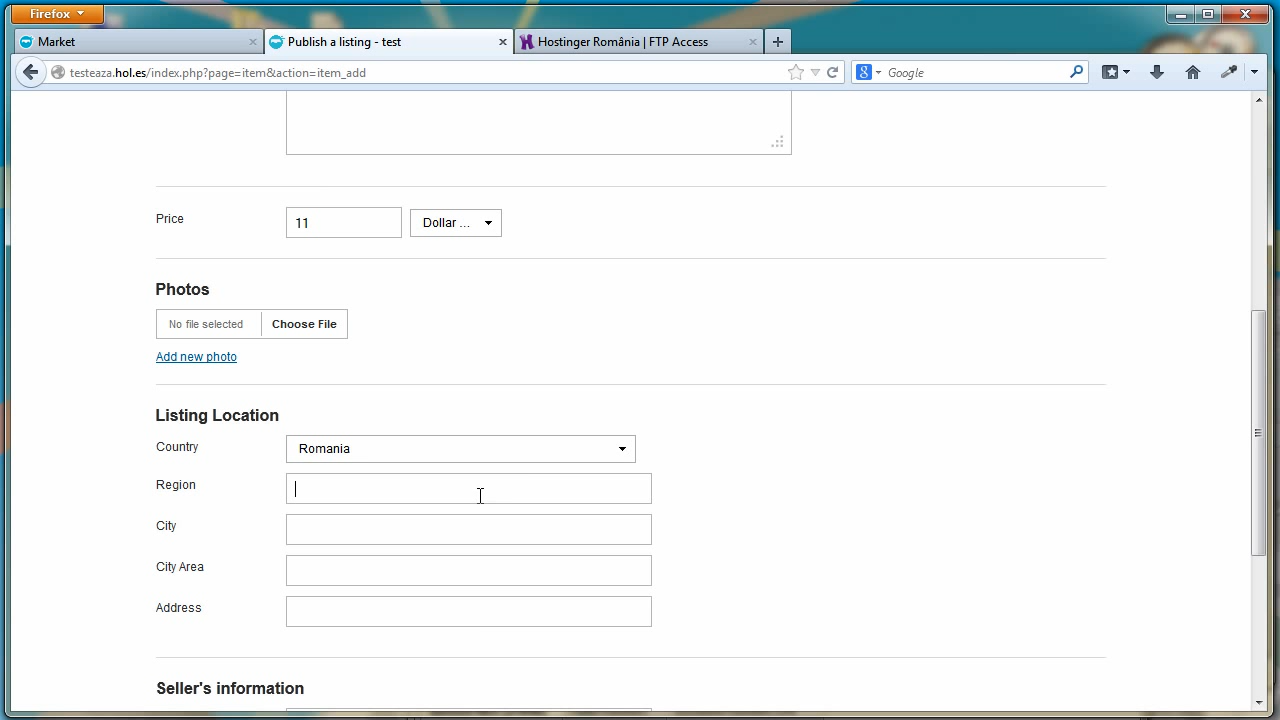 Firefox
Market
Publish a listing - test
Hostinger România | FTP Access
testeaza.hol.es/index.php?page=item&action=item_add
Google
Price
11
Dollar ...
Photos
No file selected
Choose File
Add new photo
Listing Location
Country
Romania
Region
City
City Area
Address
Seller's information